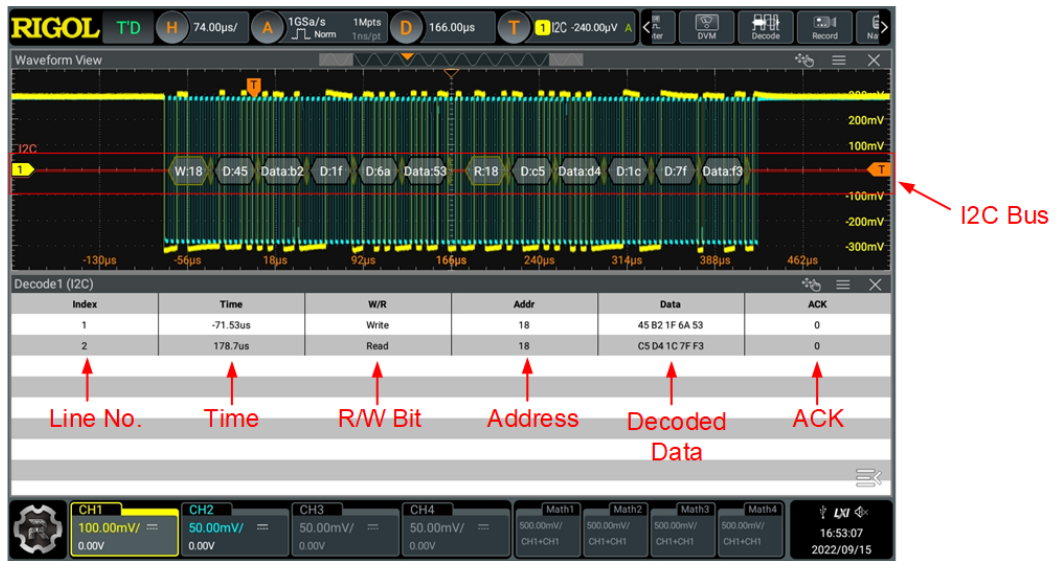 RIGOL T'D H 74.00µs/ A 1GSa/s 1Mpts D 166.00µs T 1 I2C -240.00µV A < DVM Decode Record >
Norm 1ns/pt
Waveform View
T
200mV
I2C
100mV
1 W:18 D:45 Data:b2 D:1f D:6a Data:53 R:18 D:c5 Data:d4 D:1c D:7f Data:f3 T
-100mV
I2C Bus
-200mV
-300mV
-130µs -56µs 18µs 92µs 166µs 240µs 314µs 388µs 462µs
Decode1 (I2C)
Index Time W/R Addr Data ACK
1 -71.53us Write 18 45 B2 1F 6A 53 0
2 178.7us Read 18 C5 D4 1C 7F F3 0
Line No. Time R/W Bit Address Decoded ACK
Data
CH1 CH2 CH3 CH4 Math1 Math2 Math3 Math4 LXI
100.00mV/ 50.00mV/ 50.00mV/ 50.00mV/ 500.00mV/ 500.00mV/ 500.00mV/ 500.00mV/ 16:53:07
0.00V 0.00V 0.00V 0.00V CH1+CH1 CH1+CH1 CH1+CH1 CH1+CH1 2022/09/15